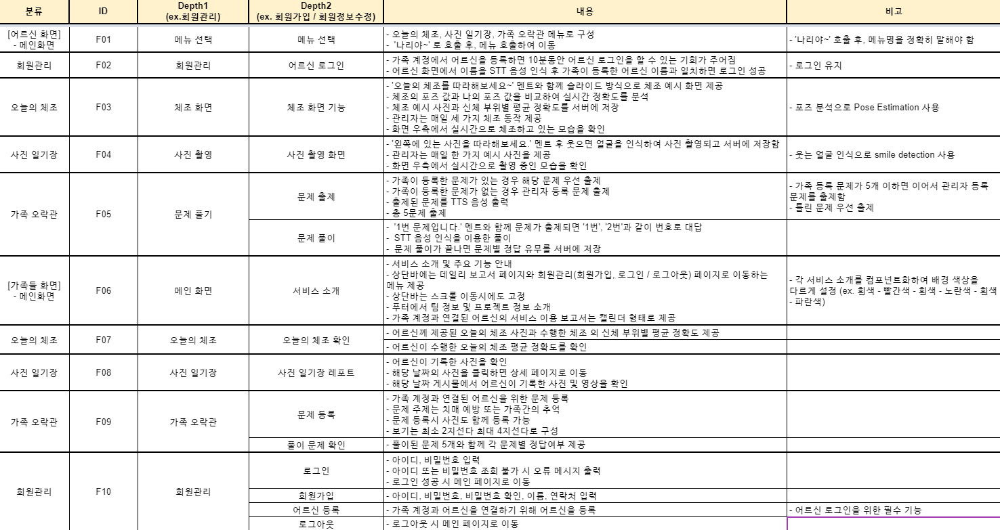 분류
ID
Depth1
(ex.회원관리)
Depth2
(ex. 회원가입 / 회원정보수정)
내용
비고
[어르신 화면]
- 메인화면
F01
메뉴 선택
메뉴 선택
- 오늘의 체조, 사진 일기장, 가족 오락관 메뉴로 구성
- '나리야~' 로 호출 후, 메뉴 호출하여 이동
- '나리야~' 호출 후, 메뉴명을 정확히 말해야 함
회원관리
F02
회원관리
어르신 로그인
- 가족 계정에서 어르신을 등록하면 10분동안 어르신 로그인을 할 수 있는 기회가 주어짐
- 어르신 화면에서 이름을 STT 음성 인식 후 가족이 등록한 어르신 이름과 일치하면 로그인 성공
- 로그인 유지
오늘의 체조
F03
체조 화면
체조 화면 기능
- '오늘의 체조를 따라해보세요~' 멘트와 함께 슬라이드 방식으로 체조 예시 화면 제공
- 체조의 포즈 값과 나의 포즈 값을 비교하여 실시간 정확도를 분석
- 체조 예시 사진과 신체 부위별 평균 정확도를 서버에 저장
- 관리자는 매일 세 가지 체조 동작 제공
- 화면 우측에서 실시간으로 체조하고 있는 모습을 확인
- 포즈 분석으로 Pose Estimation 사용
사진 일기장
F04
사진 촬영
사진 촬영 화면
- '왼쪽에 있는 사진을 따라해보세요.' 멘트 후 웃으면 얼굴을 인식하여 사진 촬영되고 서버에 저장함
- 관리자는 매일 한 가지 예시 사진을 제공
- 화면 우측에서 실시간으로 촬영 중인 모습을 확인
- 웃는 얼굴 인식으로 smile detection 사용
가족 오락관
F05
문제 풀기
문제 출제
- 가족이 등록한 문제가 있는 경우 해당 문제 우선 출제
- 가족이 등록한 문제가 없는 경우 관리자 등록 문제 출제
- 출제된 문제를 TTS 음성 출력
- 총 5문제 출제
- 가족 등록 문제가 5개 이하면 이어서 관리자 등록
문제를 출제함
- 틀린 문제 우선 출제
문제 풀이
- '1번 문제입니다.' 멘트와 함께 문제가 출제되면 '1번', '2번'과 같이 번호로 대답
- STT 음성 인식을 이용한 풀이
- 문제 풀이가 끝나면 문제별 정답 유무를 서버에 저장
[가족들 화면]
- 메인화면
F06
메인 화면
서비스 소개
- 서비스 소개 및 주요 기능 안내
- 상단바에는 데일리 보고서 페이지와 회원관리(회원가입, 로그인 / 로그아웃) 페이지로 이동하는
메뉴 제공
- 상단바는 스크롤 이동시에도 고정
- 푸터에서 팀 정보 및 프로젝트 정보 소개
- 가족 계정과 연결된 어르신의 서비스 이용 보고서는 캘린더 형태로 제공
- 각 서비스 소개를 컴포넌트화하여 배경 색상을
다르게 설정 (ex. 흰색 - 빨간색 - 흰색 - 노란색 - 흰색
- 파란색)
오늘의 체조
F07
오늘의 체조
오늘의 체조 확인
- 어르신께 제공된 오늘의 체조 사진과 수행한 체조 의 신체 부위별 평균 정확도 제공
- 어르신이 수행한 오늘의 체조 평균 정확도를 확인
사진 일기장
F08
사진 일기장
사진 일기장 레포트
- 어르신이 기록한 사진을 확인
- 해당 날짜의 사진을 클릭하면 상세 페이지로 이동
- 해당 날짜 게시물에서 어르신이 기록한 사진 및 영상을 확인
가족 오락관
F09
가족 오락관
문제 등록
- 가족 계정과 연결된 어르신을 위한 문제 등록
- 문제 주제는 치매 예방 또는 가족간의 추억
- 문제 등록시 사진도 함께 등록 가능
- 보기는 최소 2지선다 최대 4지선다로 구성
풀이 문제 확인
- 풀이된 문제 5개와 함께 각 문제별 정답여부 제공
회원관리
F10
회원관리
로그인
- 아이디, 비밀번호 입력
- 아이디 또는 비밀번호 조회 불가 시 오류 메시지 출력
- 로그인 성공 시 메인 페이지로 이동
회원가입
- 아이디, 비밀번호, 비밀번호 확인, 이름, 연락처 입력
어르신 등록
- 가족 계정과 어르신을 연결하기 위해 어르신을 등록
- 어르신 로그인을 위한 필수 기능
로그아웃
- 로그아웃 시 메인 페이지로 이동